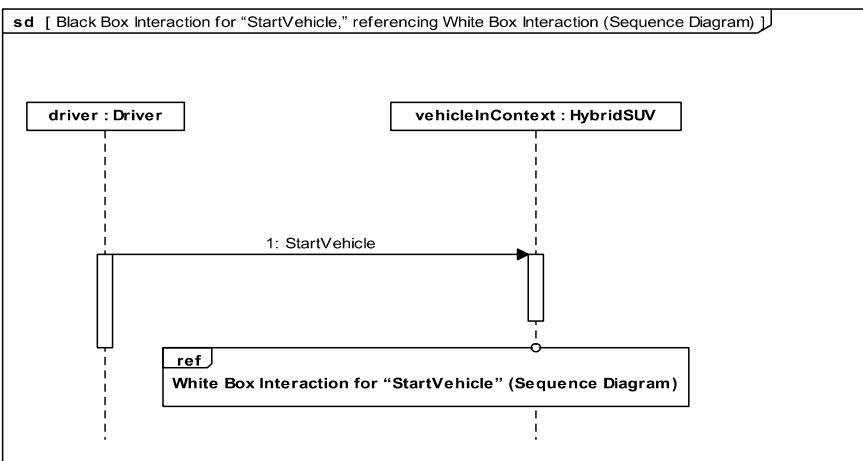 sd [ Black Box Interaction for “StartVehicle,” referencing White Box Interaction (Sequence Diagram) ]
driver : Driver
vehicleInContext : HybridSUV
1: StartVehicle
ref
White Box Interaction for “StartVehicle” (Sequence Diagram)